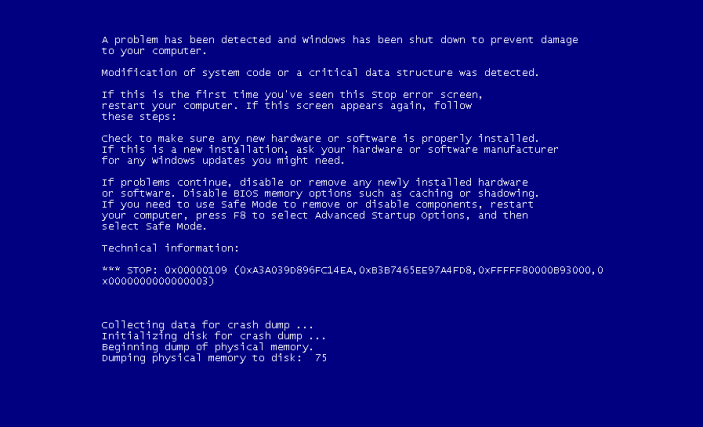 A problem has been detected and Windows has been shut down to prevent damage
to your computer.
Modification of system code or a critical data structure was detected.
If this is the first time you've seen this Stop error screen,
restart your computer. If this screen appears again, follow
these steps:
Check to make sure any new hardware or software is properly installed.
If this is a new installation, ask your hardware or software manufacturer
for any Windows updates you might need.
If problems continue, disable or remove any newly installed hardware
or software. Disable BIOS memory options such as caching or shadowing.
If you need to use Safe Mode to remove or disable components, restart
your computer, press F8 to select Advanced Startup Options, and then
select Safe Mode.
Technical information:
*** STOP: 0x00000109 (0xA3A039D896FC14EA,0xB3B7465EE97A4FD8,0xFFFFF80000B93000,0
x0000000000000003)
Collecting data for crash dump ...
Initializing disk for crash dump ...
Beginning dump of physical memory.
Dumping physical memory to disk:  75